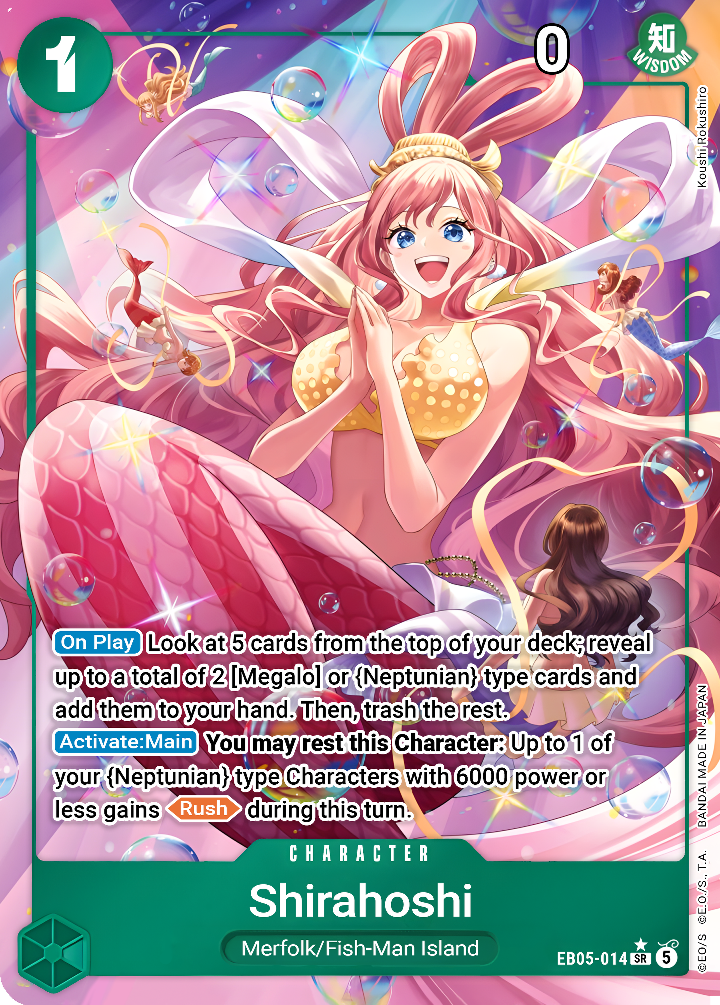 1
0
知
WISDOM
Koushi Rokushiro
On Play Look at 5 cards from the top of your deck; reveal
up to a total of 2 [Megalo] or {Neptunian} type cards and
add them to your hand. Then, trash the rest.
Activate:Main You may rest this Character: Up to 1 of
your {Neptunian} type Characters with 6000 power or
less gains Rush during this turn.
©E.O/S ©E.O./S., T.A. BANDAI MADE IN JAPAN
CHARACTER
Shirahoshi
Merfolk/Fish-Man Island
EB05-014 ★ SR 5